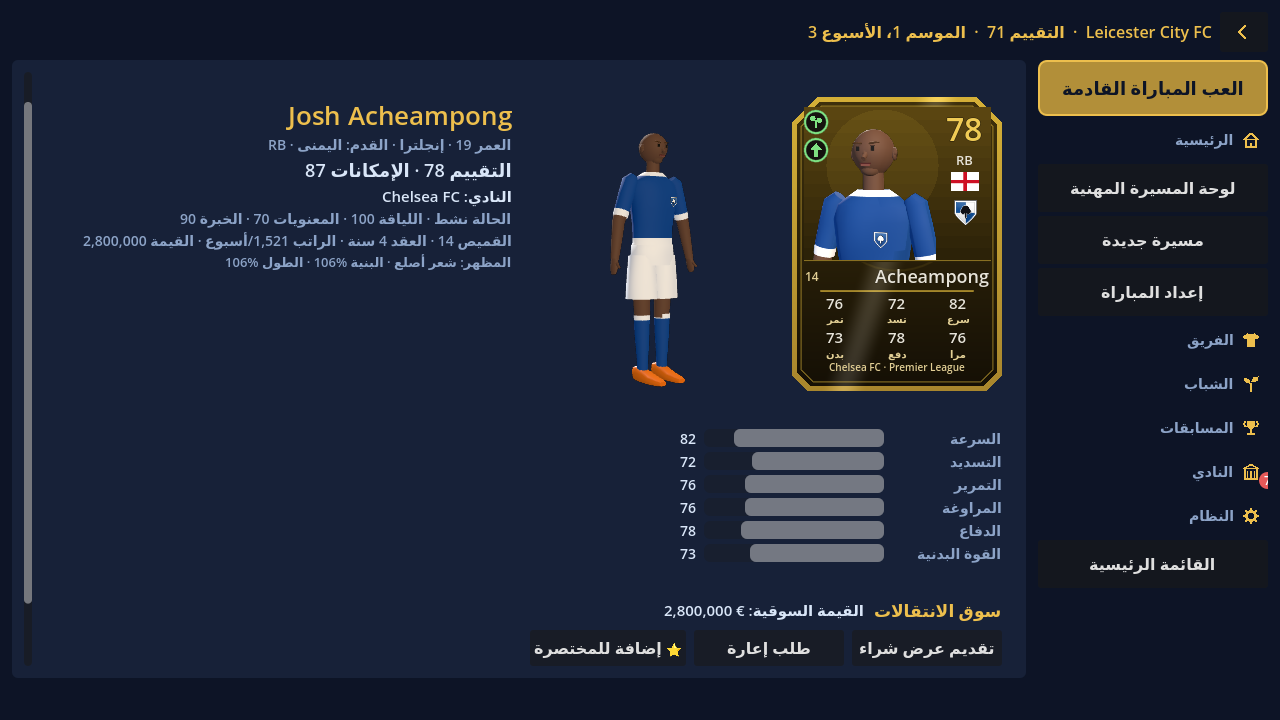 Leicester City FC · التقييم 71 · الموسم 1، الأسبوع 3
العب المباراة القادمة
الرئيسية
لوحة المسيرة المهنية
مسيرة جديدة
إعداد المباراة
الفريق
الشباب
المسابقات
النادي
النظام
القائمة الرئيسية
78
RB
14
Acheampong
82 72 76
سرع تسد تمر
76 78 73
مرا دفع بدن
Chelsea FC · Premier League
Josh Acheampong
العمر 19 · إنجلترا · القدم: اليمنى · RB
التقييم 78 · الإمكانات 87
النادي: Chelsea FC
الحالة نشط · اللياقة 100 · المعنويات 70 · الخبرة 90
القميص 14 · العقد 4 سنة · الراتب 1,521/أسبوع · القيمة 2,800,000
المظهر: شعر أصلع · البنية 106% · الطول 106%
السرعة 82
التسديد 72
التمرير 76
المراوغة 76
الدفاع 78
القوة البدنية 73
سوق الانتقالات القيمة السوقية: € 2,800,000
تقديم عرض شراء
طلب إعارة
إضافة للمختصرة